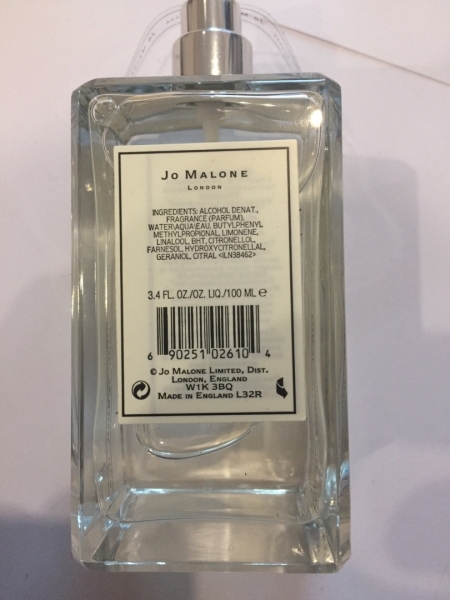 JO MALONE
LONDON
INGREDIENTS: ALCOHOL DENAT.,
FRAGRANCE (PARFUM),
WATER\AQUA\EAU, BUTYLPHENYL
METHYLPROPIONAL, LIMONENE,
LINALOOL, BHT, CITRONELLOL,
FARNESOL, HYDROXYCITRONELLAL,
GERANIOL, CITRAL <ILN38462>
3.4 FL. OZ./OZ. LIQ./100 ML ℮
6 90251 02610 4
© JO MALONE LIMITED, DIST.
LONDON, ENGLAND
W1K 3BQ
MADE IN ENGLAND L32R